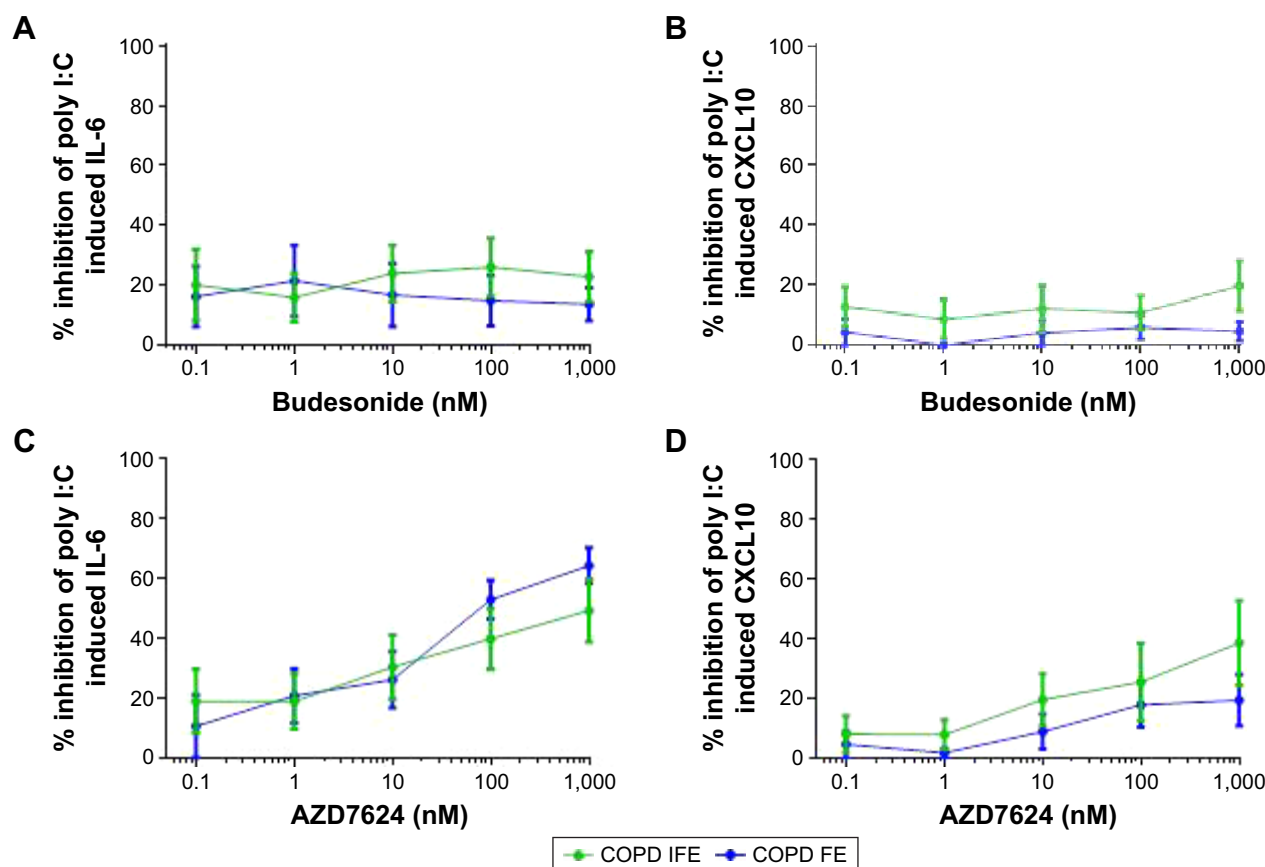 A
% inhibition of poly I:C
induced IL-6
100
80
60
40
20
0
0.1 1 10 100 1,000
Budesonide (nM)
B
% inhibition of poly I:C
induced CXCL10
100
80
60
40
20
0
0.1 1 10 100 1,000
Budesonide (nM)
C
% inhibition of poly I:C
induced IL-6
100
80
60
40
20
0
0.1 1 10 100 1,000
AZD7624 (nM)
D
% inhibition of poly I:C
induced CXCL10
100
80
60
40
20
0
0.1 1 10 100 1,000
AZD7624 (nM)
COPD IFE COPD FE